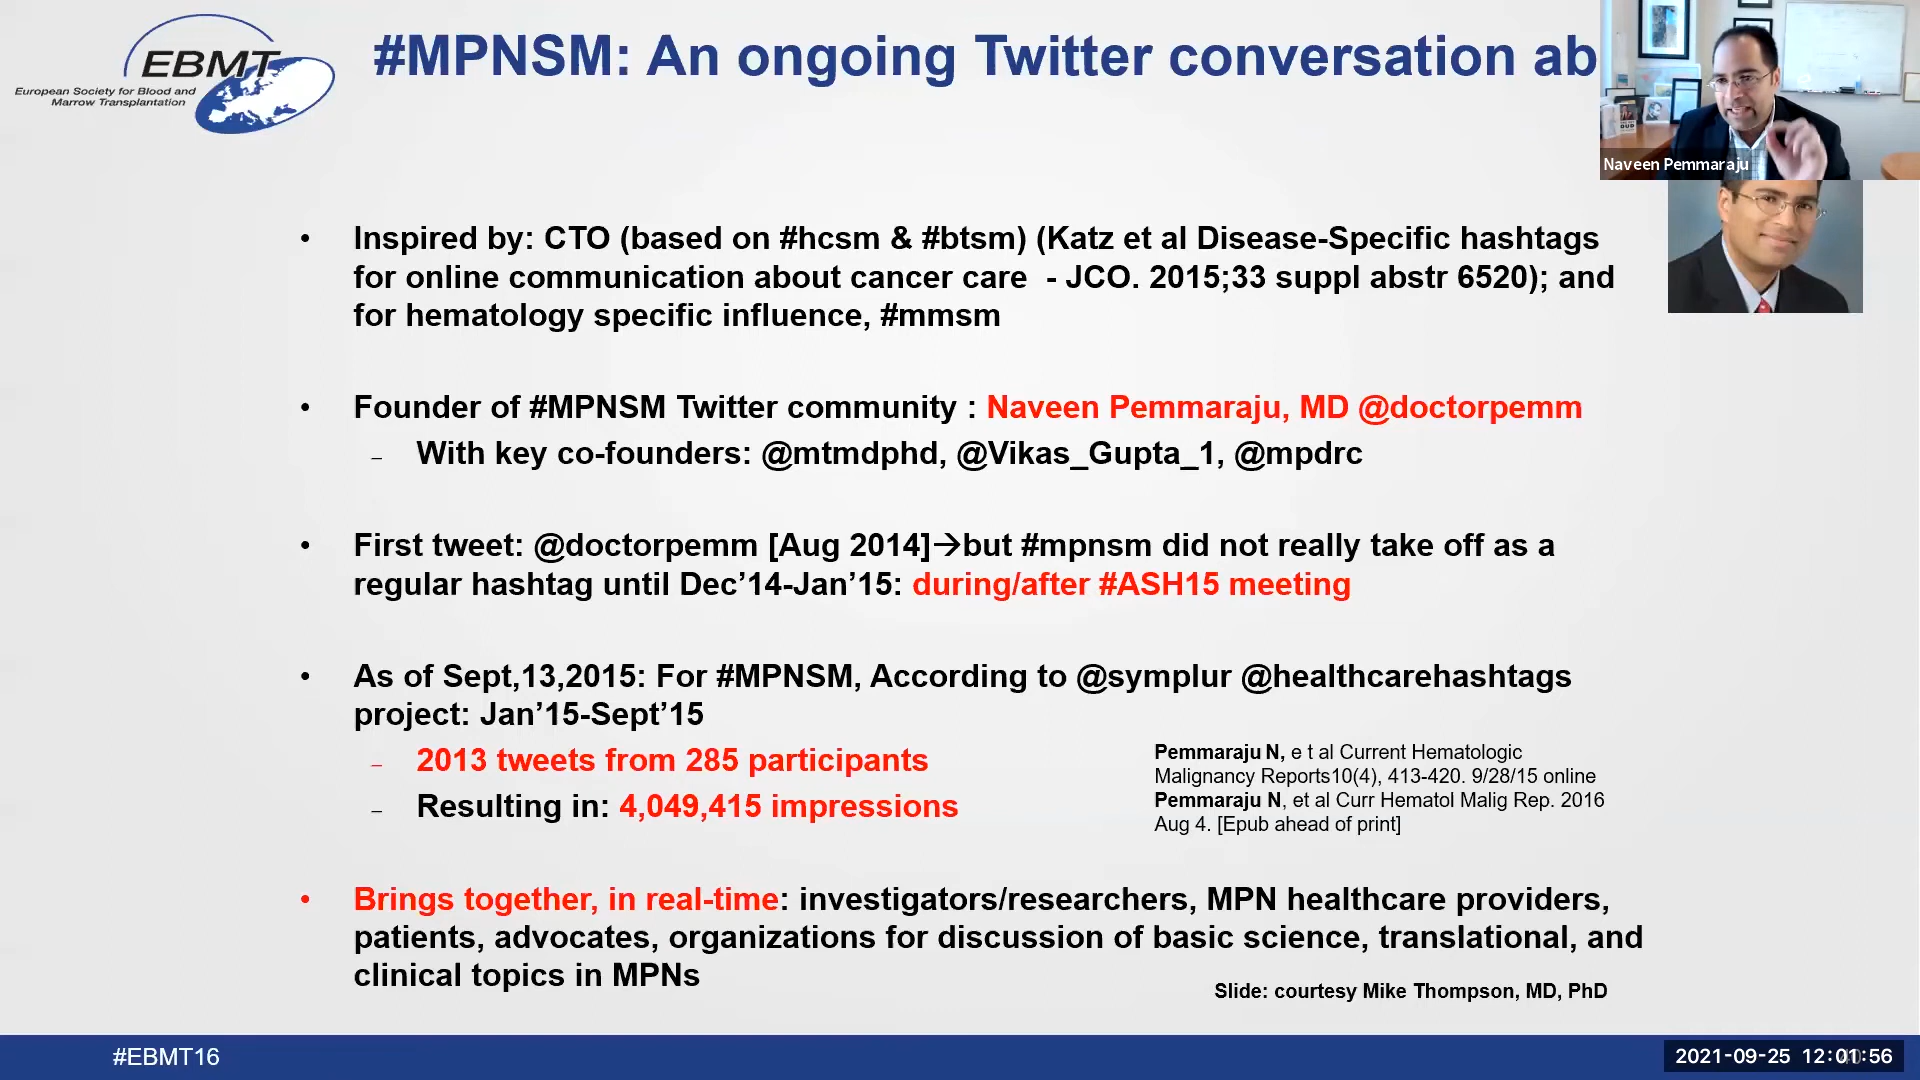 EBMT
European Society for Blood and
Marrow Transplantation
#MPNSM: An ongoing Twitter conversation ab
Naveen Pemmaraju
• Inspired by: CTO (based on #hcsm & #btsm) (Katz et al Disease-Specific hashtags
for online communication about cancer care - JCO. 2015;33 suppl abstr 6520); and
for hematology specific influence, #mmsm
• Founder of #MPNSM Twitter community : Naveen Pemmaraju, MD @doctorpemm
– With key co-founders: @mtmdphd, @Vikas_Gupta_1, @mpdrc
• First tweet: @doctorpemm [Aug 2014]→but #mpnsm did not really take off as a
regular hashtag until Dec’14-Jan’15: during/after #ASH15 meeting
• As of Sept,13,2015: For #MPNSM, According to @symplur @healthcarehashtags
project: Jan’15-Sept’15
– 2013 tweets from 285 participants
– Resulting in: 4,049,415 impressions
Pemmaraju N, e t al Current Hematologic
Malignancy Reports10(4), 413-420. 9/28/15 online
Pemmaraju N, et al Curr Hematol Malig Rep. 2016
Aug 4. [Epub ahead of print]
• Brings together, in real-time: investigators/researchers, MPN healthcare providers,
patients, advocates, organizations for discussion of basic science, translational, and
clinical topics in MPNs
Slide: courtesy Mike Thompson, MD, PhD
#EBMT16
2021-09-25 12:01:56